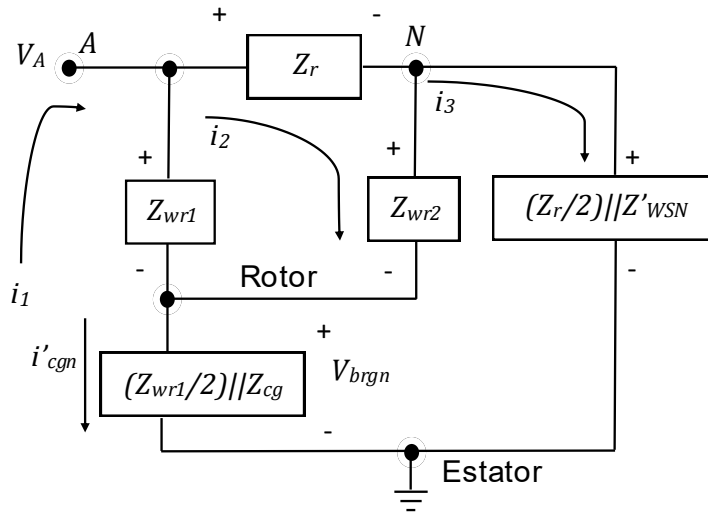 + -
V_A A N
Z_r
i_3
i_2
+ + +
Z_wr1 Z_wr2 (Z_r/2)||Z'_WSN
- - -
Rotor
i_1
+
i'_cgn (Z_wr1/2)||Z_cg V_brgn
-
Estator